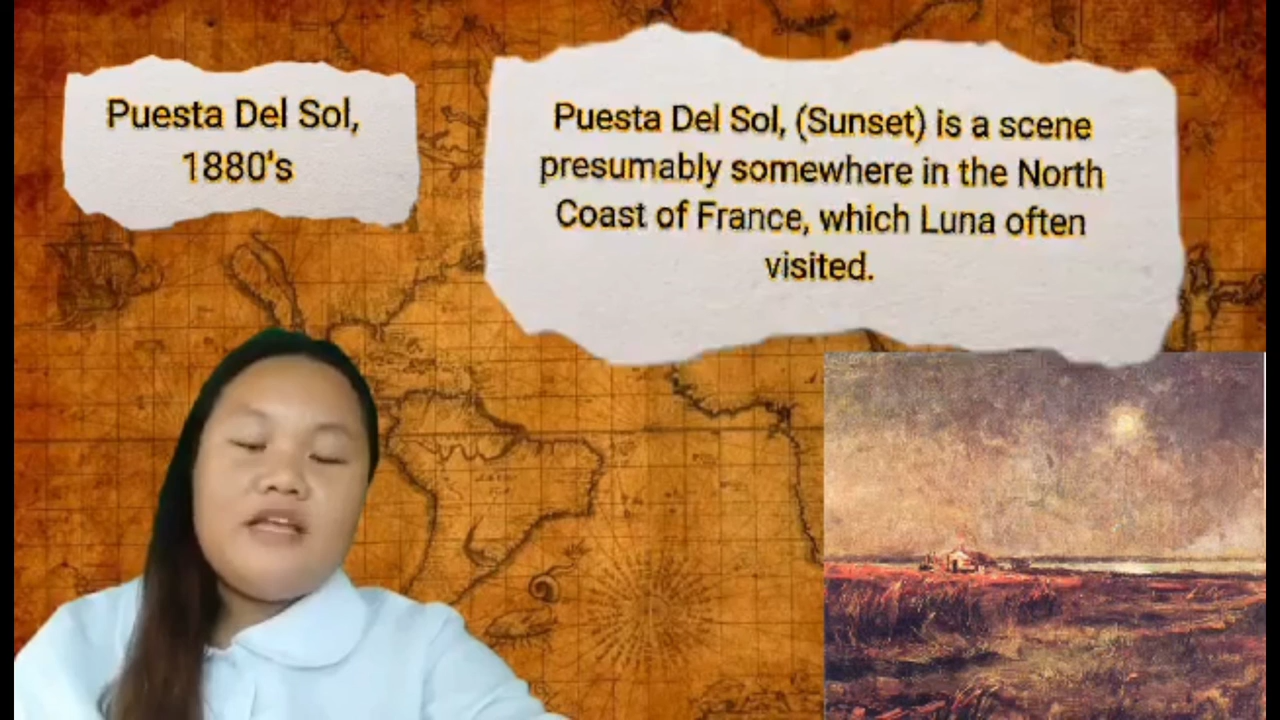 Puesta Del Sol,
1880's
Puesta Del Sol, (Sunset) is a scene
presumably somewhere in the North
Coast of France, which Luna often
visited.